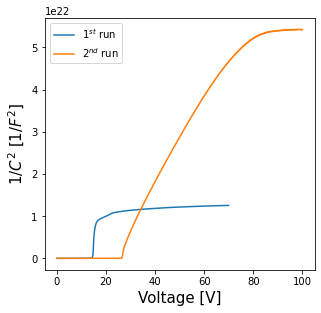 1e22
1st run
2nd run
1/C² [1/F²]
5
4
3
2
1
0
0 20 40 60 80 100
Voltage [V]